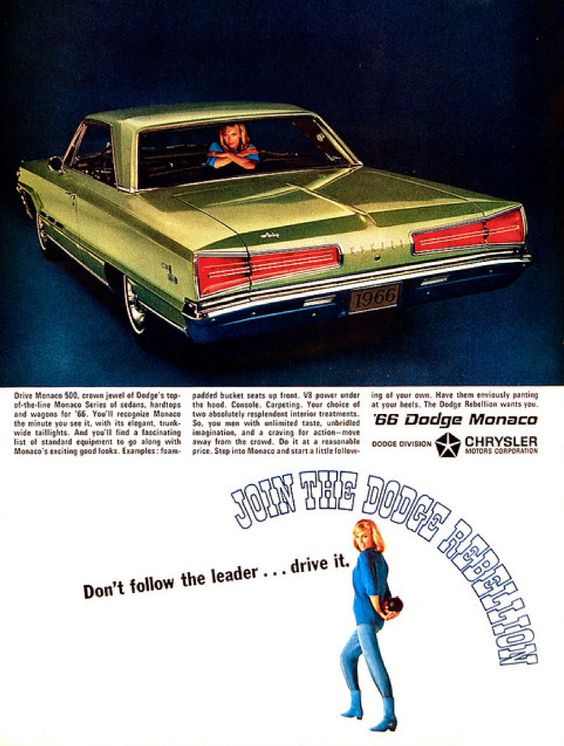 1966
Drive Monaco 500, crown jewel of Dodge's top-
of-the-line Monaco Series of sedans, hardtops
and wagons for '66. You'll recognize Monaco
the minute you see it, with its elegant, trunk-
wide taillights. And you'll find a fascinating
list of standard equipment to go along with
Monaco's exciting good looks. Examples: foam-
padded bucket seats up front. V8 power under
the hood. Console. Carpeting. Your choice of
two absolutely resplendent interior treatments.
So, you men with unlimited taste, unbridled
imagination, and a craving for action—move
away from the crowd. Do it at a reasonable
price. Step into Monaco and start a little follow-
ing of your own. Have them enviously panting
at your heels. The Dodge Rebellion wants you.
'66 Dodge Monaco
DODGE DIVISION CHRYSLER
MOTORS CORPORATION
JOIN THE DODGE REBELLION
Don't follow the leader . . . drive it.